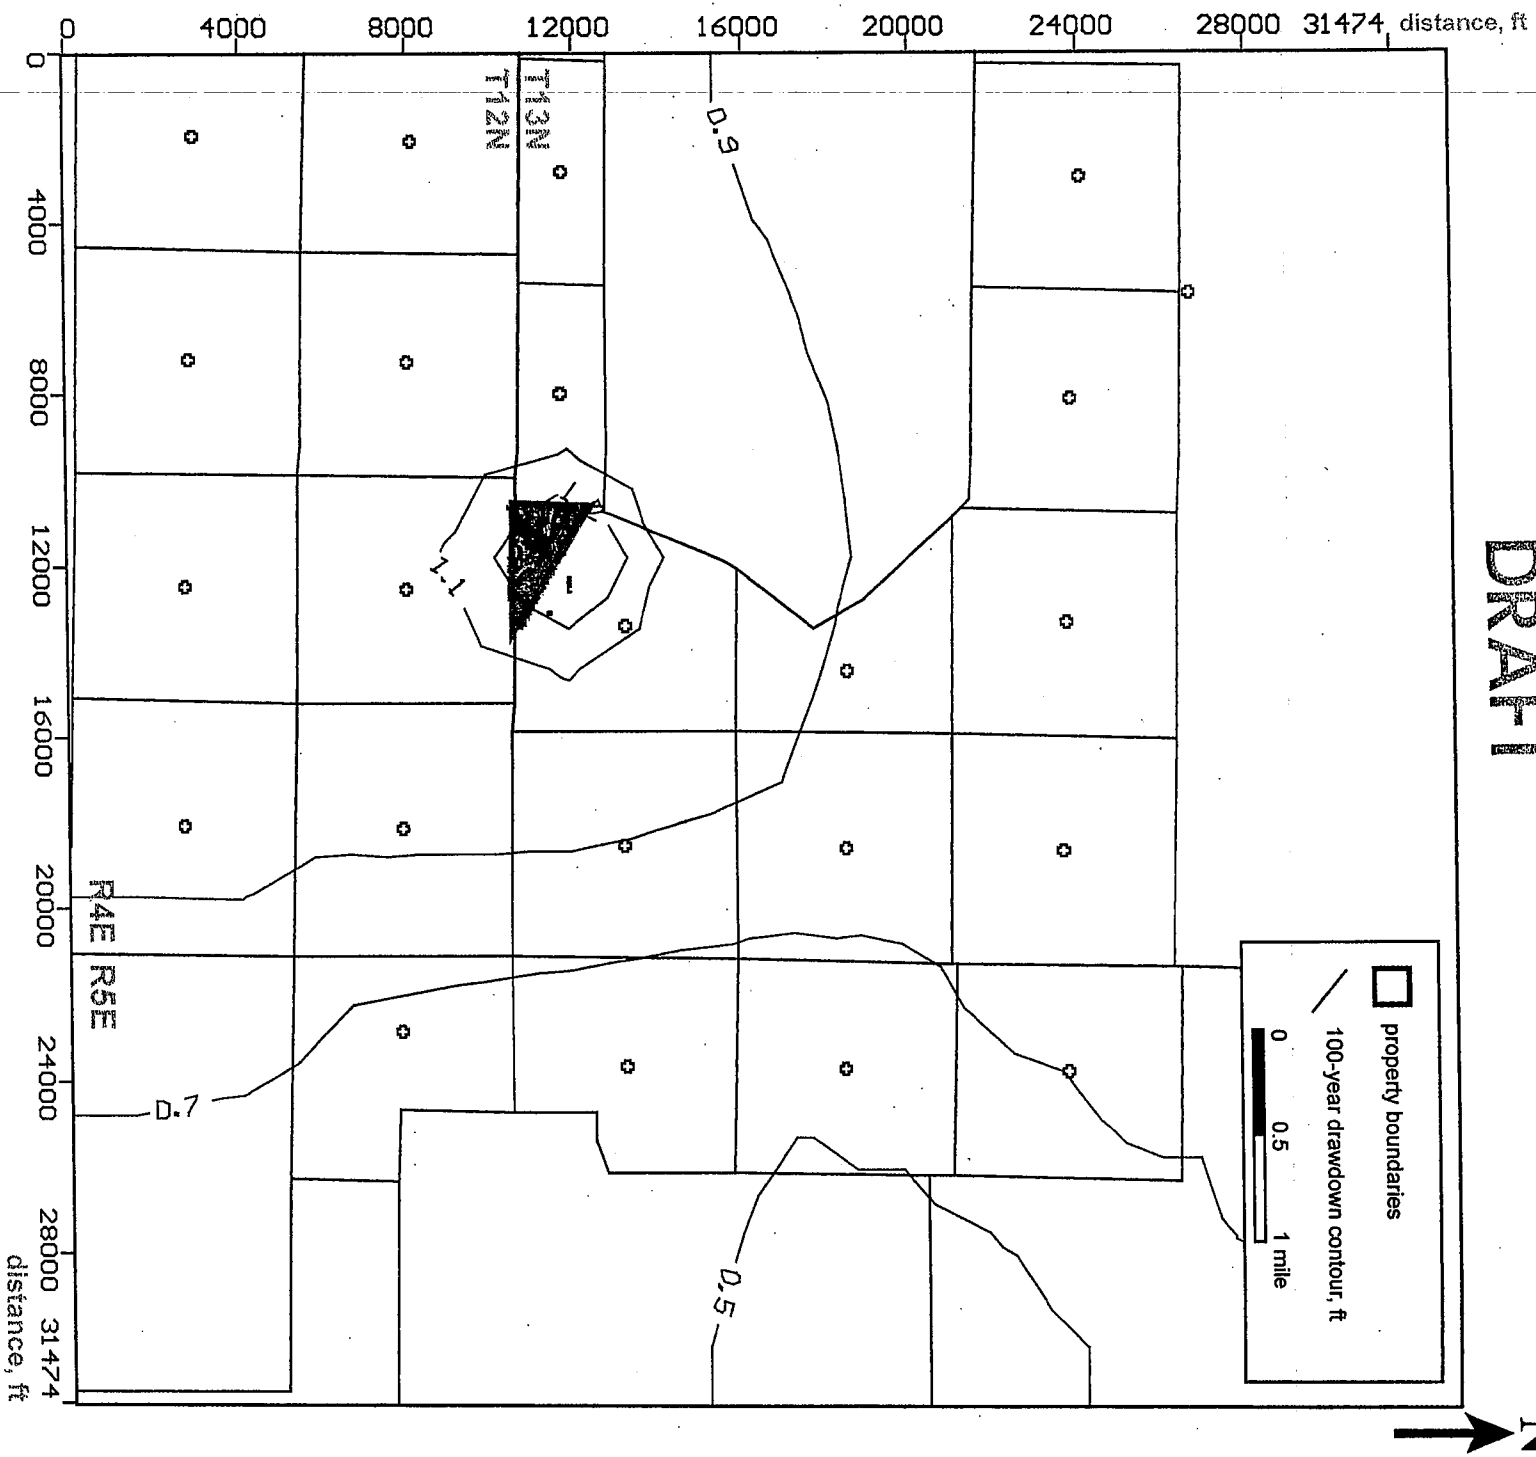 0 4000 8000 12000 16000 20000 24000 28000 31474 distance, ft
0
4000
8000
12000
16000
20000
24000
28000
31474
distance, ft
T13N
T12N
R4E R5E
0.9
1.1
0.7
0.5
DRAFT
N
property boundaries
100-year drawdown contour, ft
0 0.5 1 mile